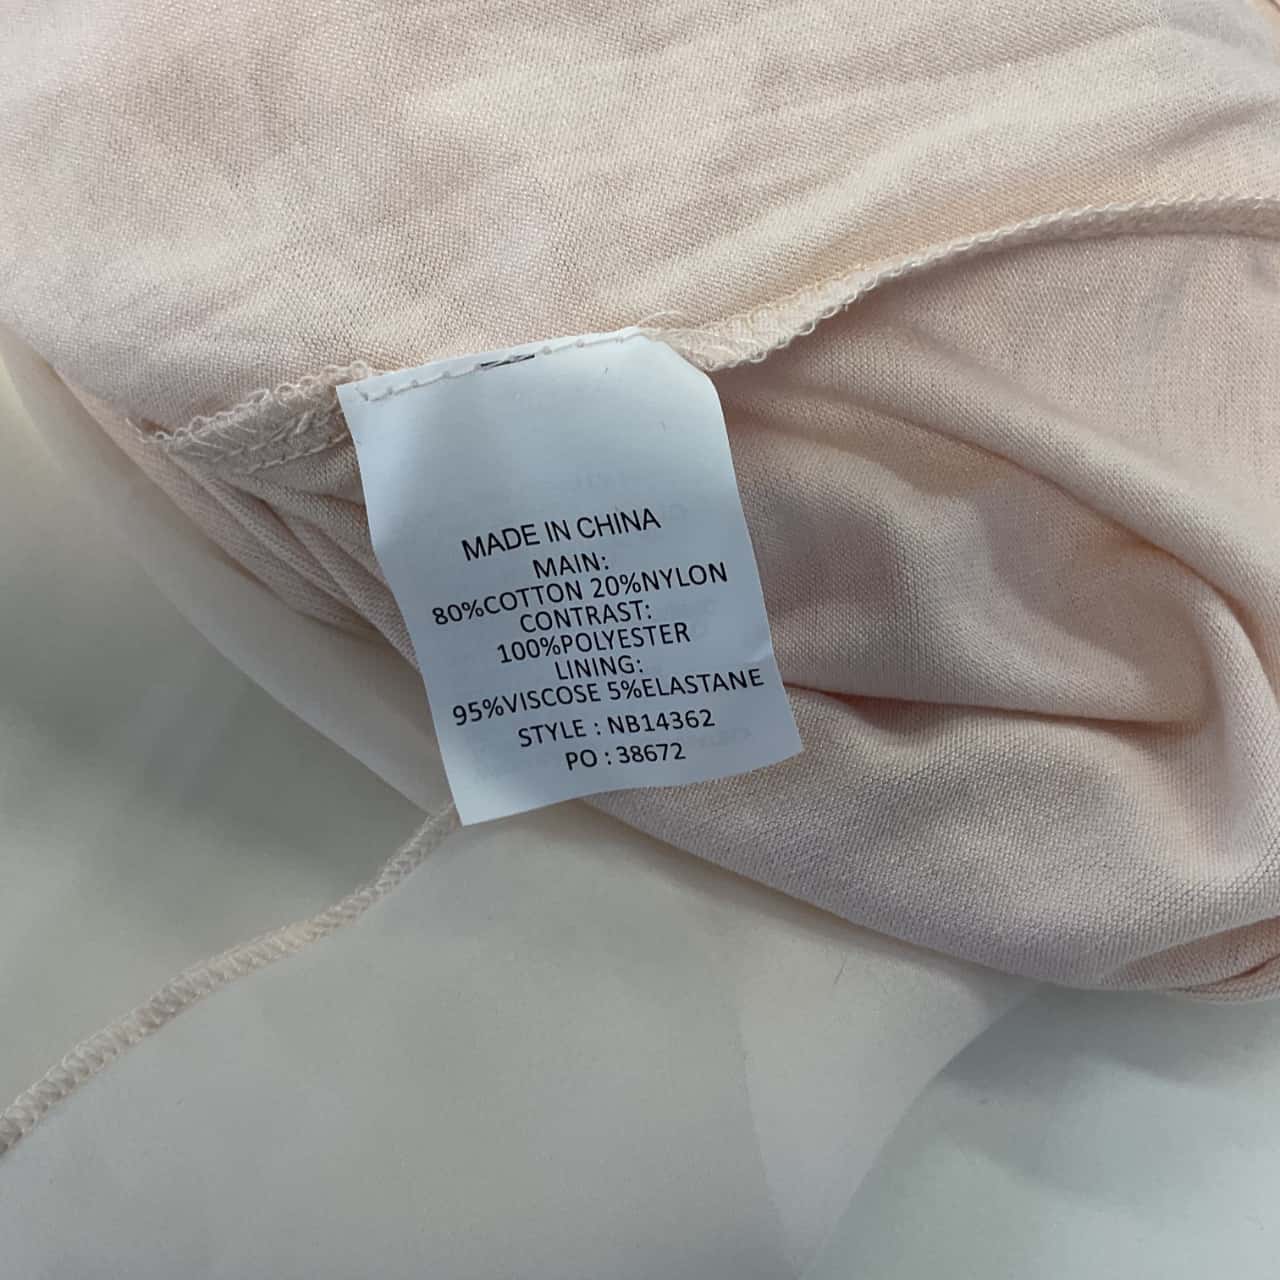 MADE IN CHINA
MAIN:
80%COTTON 20%NYLON
CONTRAST:
100%POLYESTER
LINING:
95%VISCOSE 5%ELASTANE
STYLE : NB14362
PO : 38672